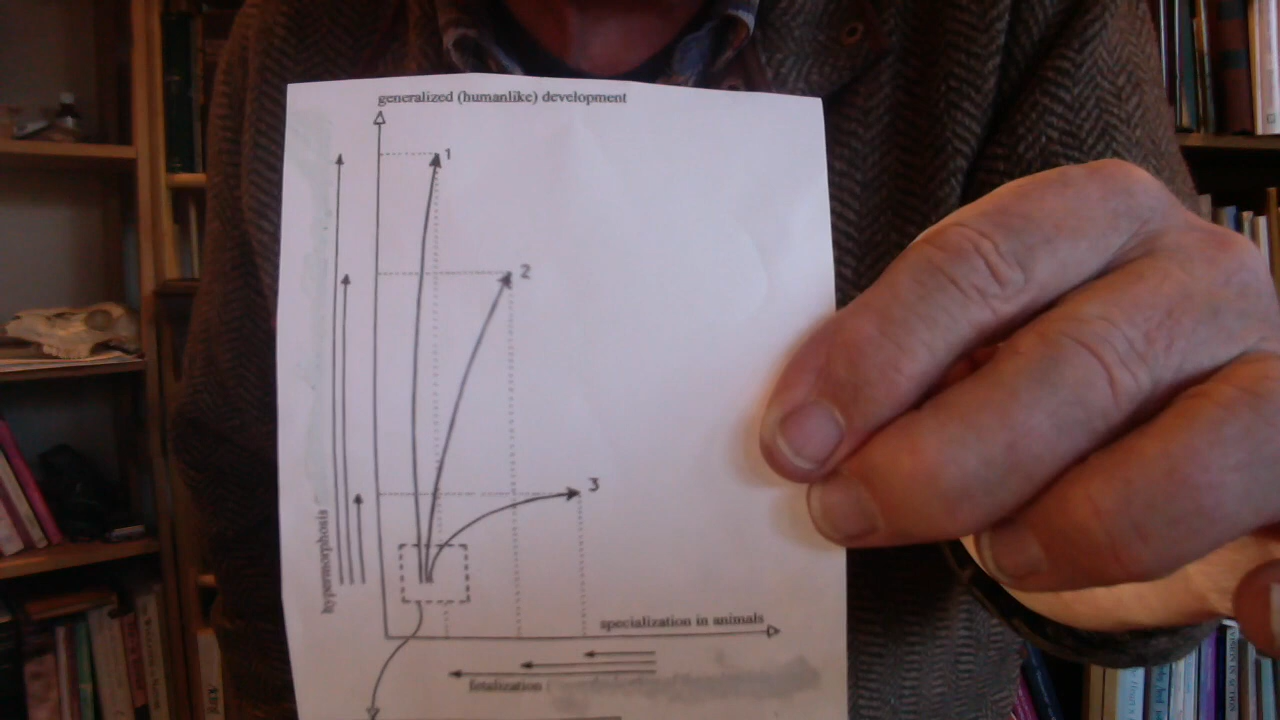 generalized (humanlike) development
1
2
3
hypermorphosis
specialization in animals
fetalization